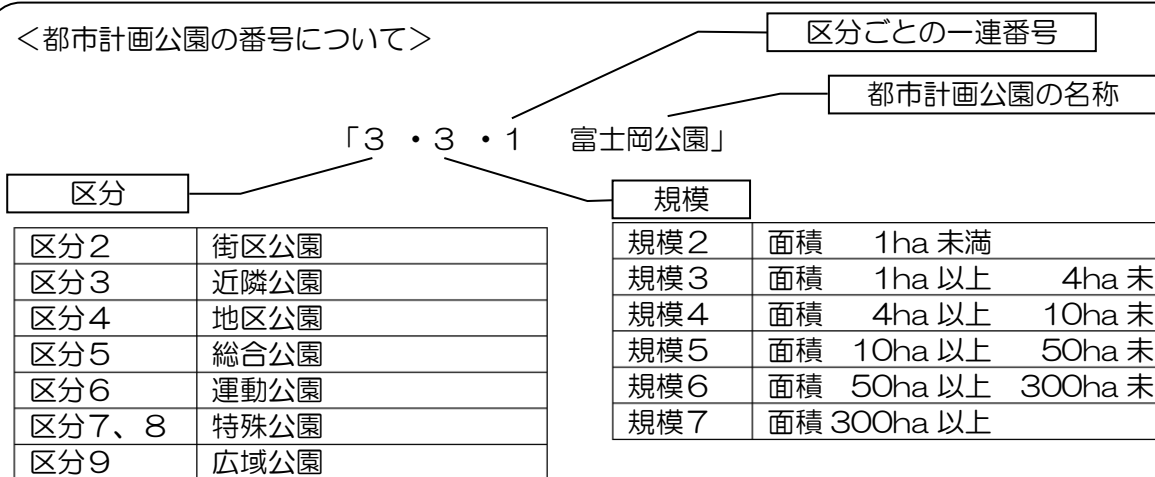 <都市計画公園の番号について>
区分ごとの一連番号
都市計画公園の名称
「3・3・1 富士岡公園」
区分
区分2 街区公園
区分3 近隣公園
区分4 地区公園
区分5 総合公園
区分6 運動公園
区分7、8 特殊公園
区分9 広域公園
規模
規模2 面積 1ha 未満
規模3 面積 1ha 以上 4ha 未
規模4 面積 4ha 以上 10ha 未
規模5 面積 10ha 以上 50ha 未
規模6 面積 50ha 以上 300ha 未
規模7 面積 300ha 以上